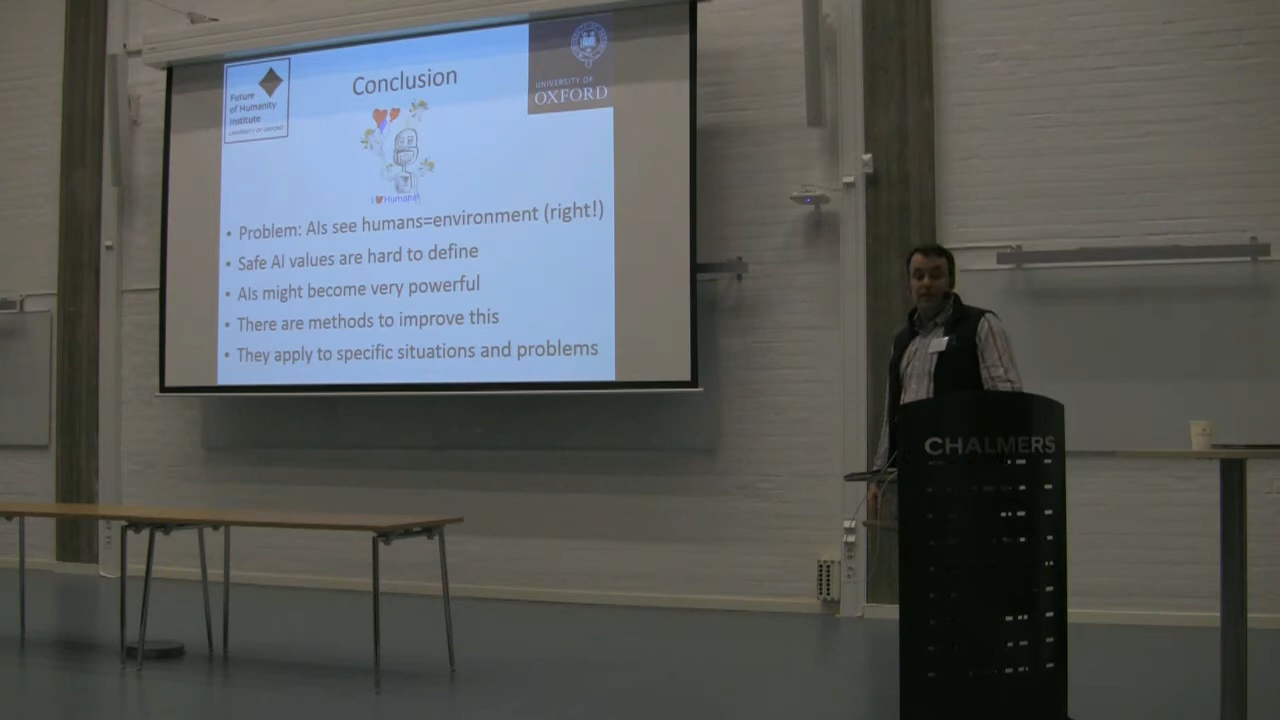 Future
of Humanity
Institute
UNIVERSITY OF OXFORD
Conclusion
UNIVERSITY OF
OXFORD
I Humans!
• Problem: AIs see humans=environment (right!)
• Safe AI values are hard to define
• AIs might become very powerful
• There are methods to improve this
• They apply to specific situations and problems
CHALMERS